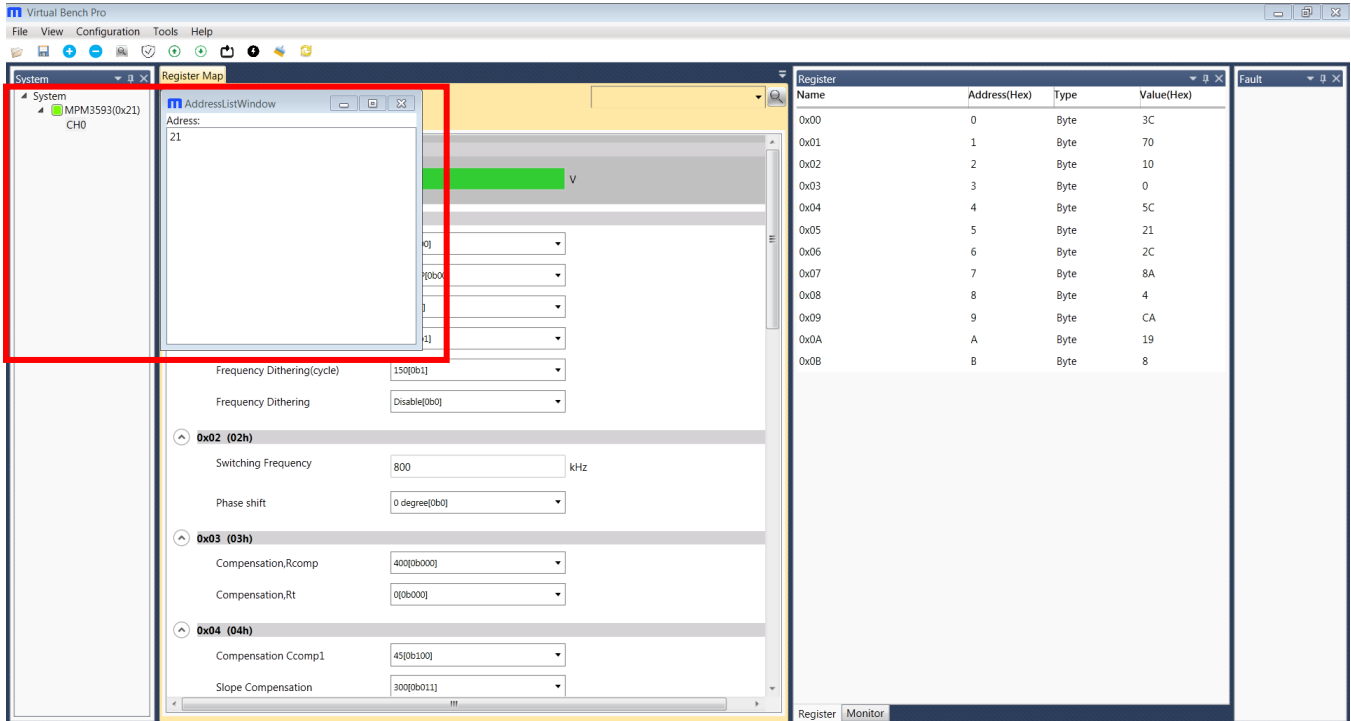 Virtual Bench Pro
File View Configuration Tools Help
System
System
MPM3593(0x21)
CH0
Register Map
AddressListWindow
Adress:
21
V
Frequency Dithering(cycle) 150[0b1]
Frequency Dithering Disable[0b0]
0x02 (02h)
Switching Frequency 800 kHz
Phase shift 0 degree[0b0]
0x03 (03h)
Compensation,Rcomp 400[0b000]
Compensation,Rt 0[0b000]
0x04 (04h)
Compensation Ccomp1 45[0b100]
Slope Compensation 300[0b011]
Register
Name Address(Hex) Type Value(Hex)
0x00 0 Byte 3C
0x01 1 Byte 70
0x02 2 Byte 10
0x03 3 Byte 0
0x04 4 Byte 5C
0x05 5 Byte 21
0x06 6 Byte 2C
0x07 7 Byte 8A
0x08 8 Byte 4
0x09 9 Byte CA
0x0A A Byte 19
0x0B B Byte 8
Register Monitor
Fault